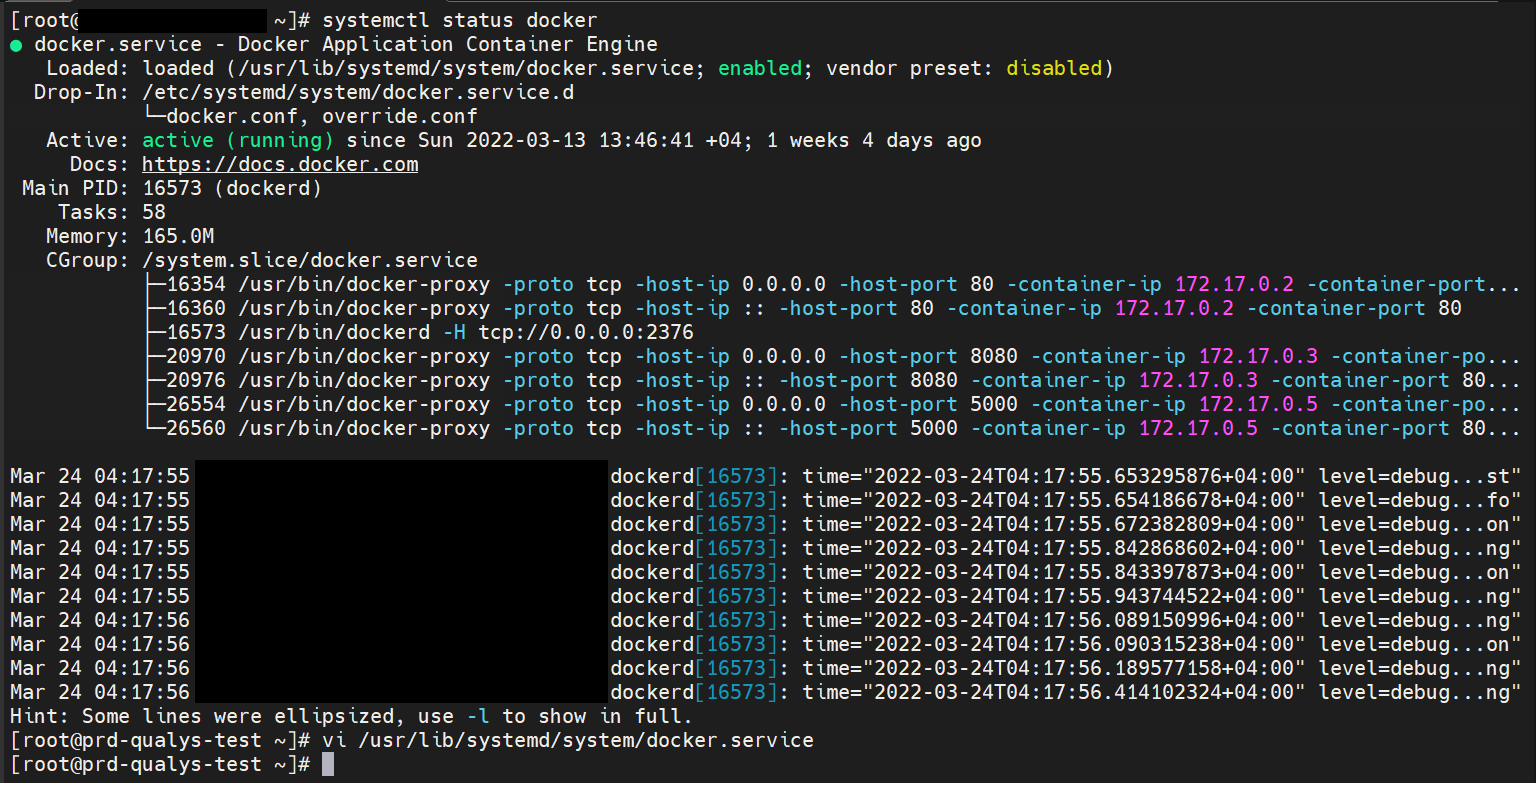 [root@ ~]# systemctl status docker
● docker.service - Docker Application Container Engine
   Loaded: loaded (/usr/lib/systemd/system/docker.service; enabled; vendor preset: disabled)
  Drop-In: /etc/systemd/system/docker.service.d
           └─docker.conf, override.conf
   Active: active (running) since Sun 2022-03-13 13:46:41 +04; 1 weeks 4 days ago
     Docs: https://docs.docker.com
 Main PID: 16573 (dockerd)
    Tasks: 58
   Memory: 165.0M
   CGroup: /system.slice/docker.service
           ├─16354 /usr/bin/docker-proxy -proto tcp -host-ip 0.0.0.0 -host-port 80 -container-ip 172.17.0.2 -container-port...
           ├─16360 /usr/bin/docker-proxy -proto tcp -host-ip :: -host-port 80 -container-ip 172.17.0.2 -container-port 80
           ├─16573 /usr/bin/dockerd -H tcp://0.0.0.0:2376
           ├─20970 /usr/bin/docker-proxy -proto tcp -host-ip 0.0.0.0 -host-port 8080 -container-ip 172.17.0.3 -container-po...
           ├─20976 /usr/bin/docker-proxy -proto tcp -host-ip :: -host-port 8080 -container-ip 172.17.0.3 -container-port 80...
           ├─26554 /usr/bin/docker-proxy -proto tcp -host-ip 0.0.0.0 -host-port 5000 -container-ip 172.17.0.5 -container-po...
           └─26560 /usr/bin/docker-proxy -proto tcp -host-ip :: -host-port 5000 -container-ip 172.17.0.5 -container-port 80...
Mar 24 04:17:55 dockerd[16573]: time="2022-03-24T04:17:55.653295876+04:00" level=debug...st"
Mar 24 04:17:55 dockerd[16573]: time="2022-03-24T04:17:55.654186678+04:00" level=debug...fo"
Mar 24 04:17:55 dockerd[16573]: time="2022-03-24T04:17:55.672382809+04:00" level=debug...on"
Mar 24 04:17:55 dockerd[16573]: time="2022-03-24T04:17:55.842868602+04:00" level=debug...ng"
Mar 24 04:17:55 dockerd[16573]: time="2022-03-24T04:17:55.843397873+04:00" level=debug...on"
Mar 24 04:17:55 dockerd[16573]: time="2022-03-24T04:17:55.943744522+04:00" level=debug...ng"
Mar 24 04:17:56 dockerd[16573]: time="2022-03-24T04:17:56.089150996+04:00" level=debug...ng"
Mar 24 04:17:56 dockerd[16573]: time="2022-03-24T04:17:56.090315238+04:00" level=debug...on"
Mar 24 04:17:56 dockerd[16573]: time="2022-03-24T04:17:56.189577158+04:00" level=debug...ng"
Mar 24 04:17:56 dockerd[16573]: time="2022-03-24T04:17:56.414102324+04:00" level=debug...ng"
Hint: Some lines were ellipsized, use -l to show in full.
[root@prd-qualys-test ~]# vi /usr/lib/systemd/system/docker.service
[root@prd-qualys-test ~]#